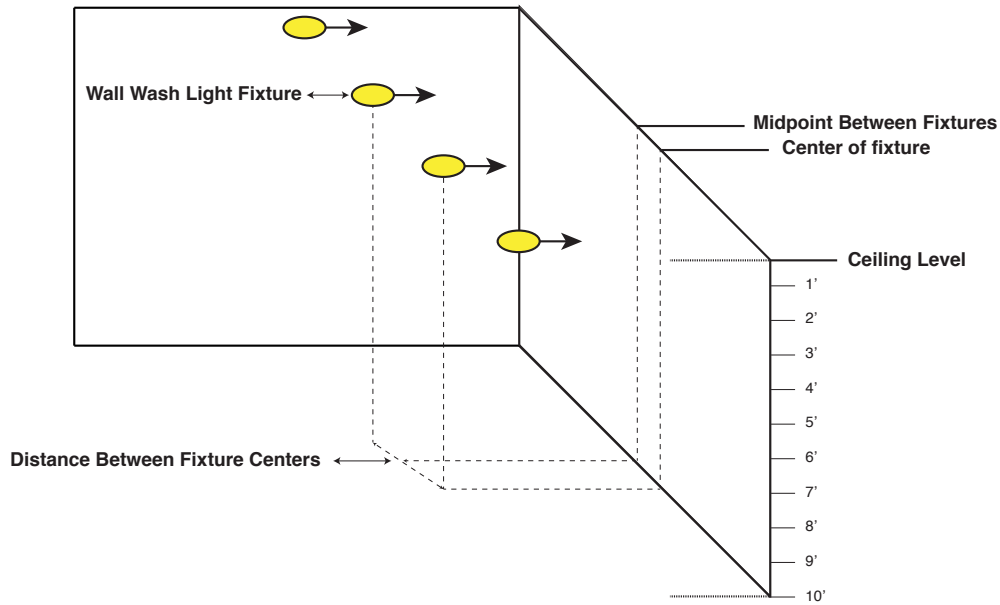 Wall Wash Light Fixture
Midpoint Between Fixtures
Center of fixture
Ceiling Level
1’
2’
3’
4’
5’
Distance Between Fixture Centers
6’
7’
8’
9’
10’